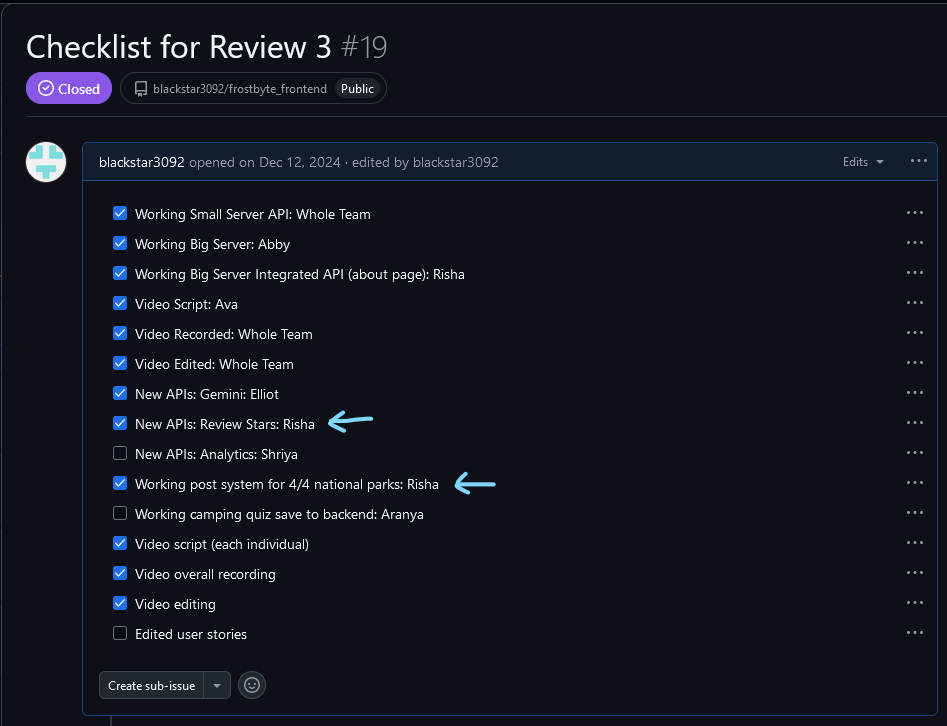 Checklist for Review 3 #19
Closed
blackstar3092/frostbyte_frontend Public
blackstar3092 opened on Dec 12, 2024 · edited by blackstar3092 Edits
Working Small Server API: Whole Team
Working Big Server: Abby
Working Big Server Integrated API (about page): Risha
Video Script: Ava
Video Recorded: Whole Team
Video Edited: Whole Team
New APIs: Gemini: Elliot
New APIs: Review Stars: Risha
New APIs: Analytics: Shriya
Working post system for 4/4 national parks: Risha
Working camping quiz save to backend: Aranya
Video script (each individual)
Video overall recording
Video editing
Edited user stories
Create sub-issue